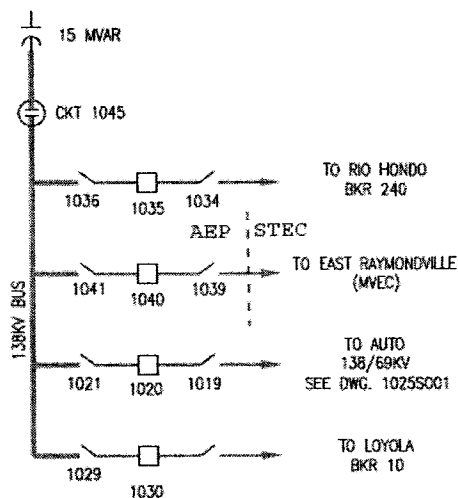 15 MVAR
CKT 1045
1036
1035
1034
TO RIO HONDO
BKR 240
AEP
STEC
1041
1040
1039
TO EAST RAYMONDVILLE
(MVEC)
138KV BUS
1021
1020
1019
TO AUTO
138/69KV
SEE DWG. 1025S001
1029
1030
TO LOYOLA
BKR 10